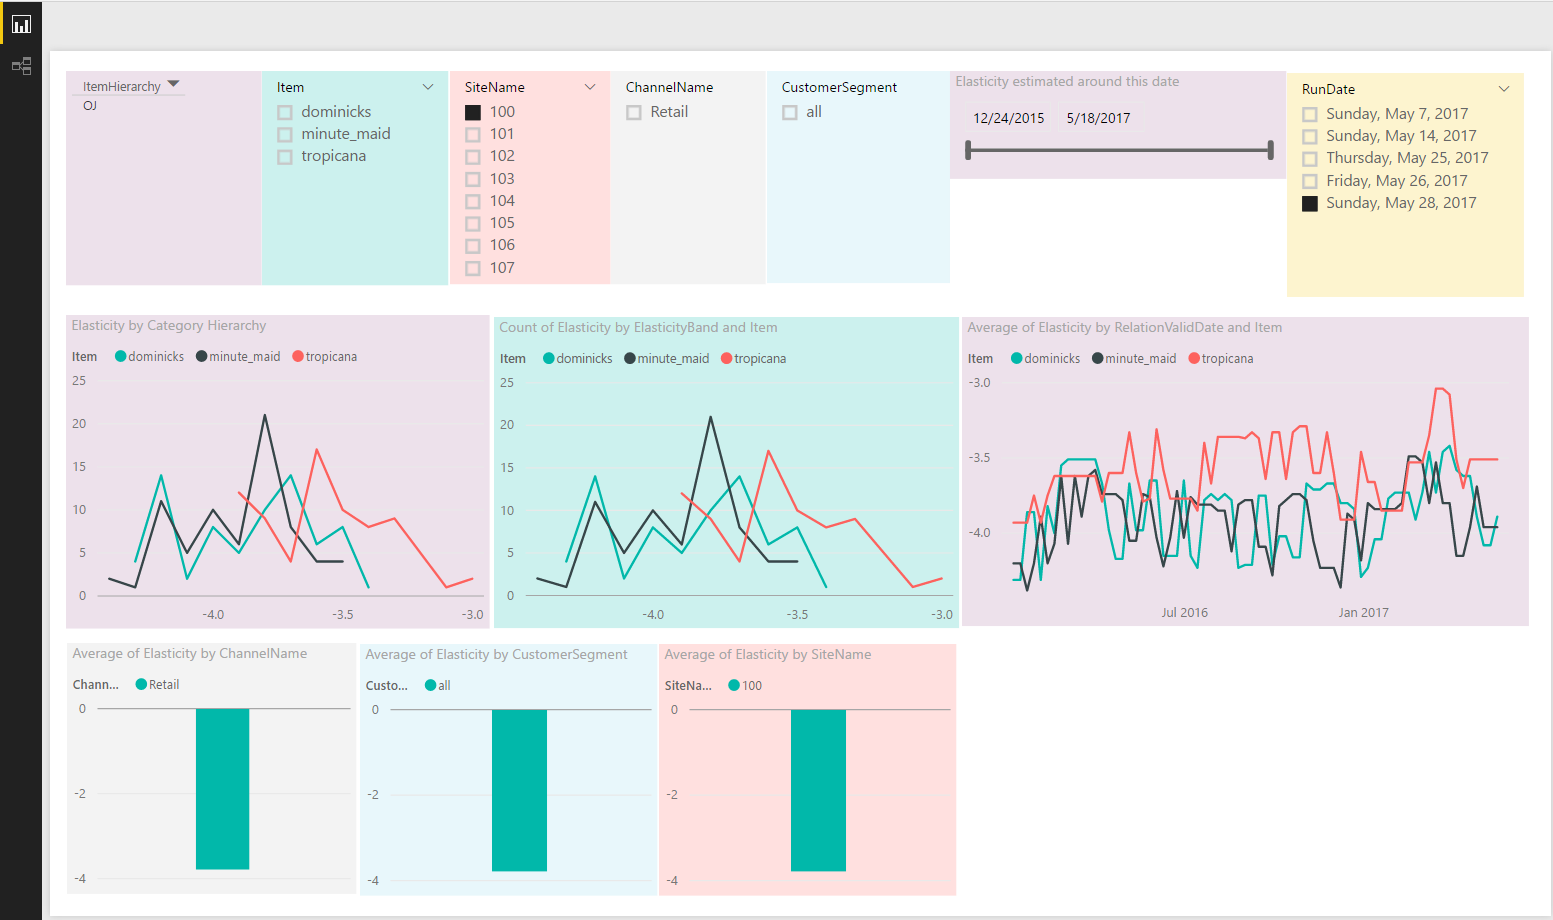 ItemHierarchy
OJ
Item
dominicks
minute_maid
tropicana
SiteName
100
101
102
103
104
105
106
107
ChannelName
Retail
CustomerSegment
all
Elasticity estimated around this date
12/24/2015 5/18/2017
RunDate
Sunday, May 7, 2017
Sunday, May 14, 2017
Thursday, May 25, 2017
Friday, May 26, 2017
Sunday, May 28, 2017
Elasticity by Category Hierarchy
Item dominicks minute_maid tropicana
25
20
15
10
5
0
-4.0 -3.5 -3.0
Count of Elasticity by ElasticityBand and Item
Item dominicks minute_maid tropicana
25
20
15
10
5
0
-4.0 -3.5 -3.0
Average of Elasticity by RelationValidDate and Item
Item dominicks minute_maid tropicana
-3.0
-3.5
-4.0
Jul 2016 Jan 2017
Average of Elasticity by ChannelName
Chann... Retail
0
-2
-4
Average of Elasticity by CustomerSegment
Custo... all
0
-2
-4
Average of Elasticity by SiteName
SiteNa... 100
0
-2
-4